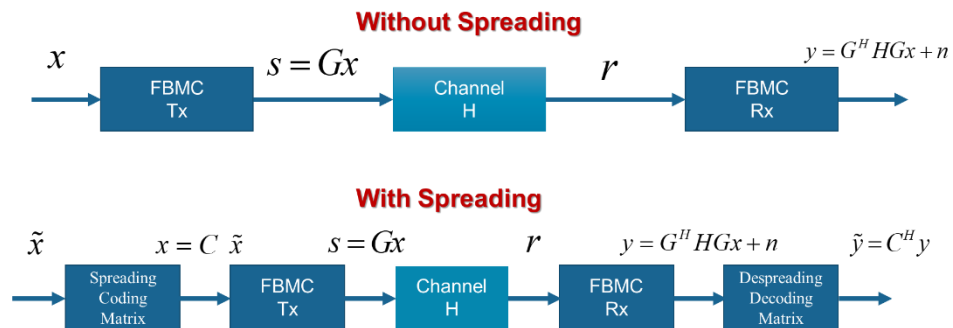 Without Spreading
x
s = Gx
r
y = G^H HGx + n
FBMC
Tx
Channel
H
FBMC
Rx
With Spreading
x̃
x = C x̃
s = Gx
r
y = G^H HGx + n
ỹ = C^H y
Spreading
Coding
Matrix
FBMC
Tx
Channel
H
FBMC
Rx
Despreading
Decoding
Matrix